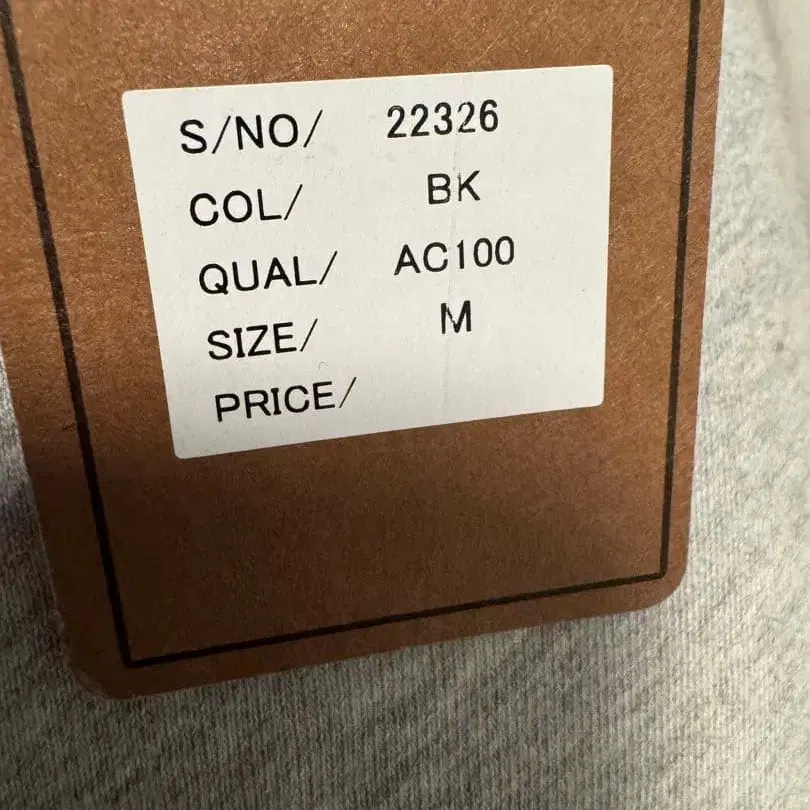 S/NO/ 22326
COL/ BK
QUAL/ AC100
SIZE/ M
PRICE/